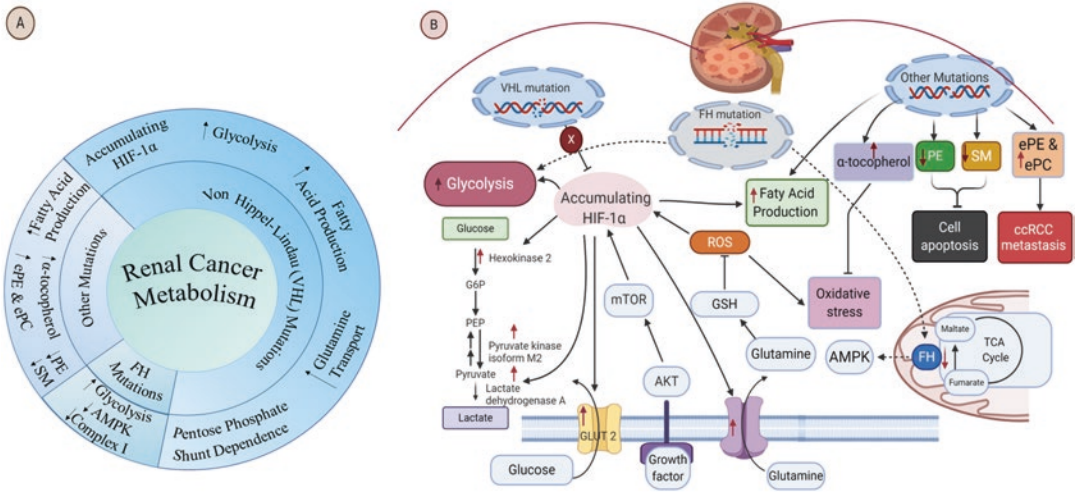 A
Renal Cancer
Metabolism
Von Hippel-Lindau (VHL) Mutations
FH
Mutations
Other Mutations
Accumulating
HIF-1α
↑ Glycolysis
↑ Fatty
Acid Production
↑ Glutamine
Transport
Pentose Phosphate
Shunt Dependence
↑ Glycolysis
↓ AMPK
↓ Complex I
↓ PE
↓ SM
↑ α-tocopherol
↑ ePE & ePC
↑ Fatty Acid
Production
B
VHL mutation
X
FH mutation
Other Mutations
↑ Glycolysis
Accumulating
HIF-1α
↑ Faty Acid
Production
α-tocopherol
↓ PE
↓ SM
ePE &
↑ ePC
Cell
apoptosis
ccRCC
metastasis
Glucose
↑ Hexokinase 2
G6P
PEP
Pyruvate kinase
isoform M2
Pyruvate
Lactate
dehydrogenase A
Lactate
ROS
GSH
Glutamine
Oxidative
stress
mTOR
AKT
Growth
factor
GLUT 2
Glucose
Glutamine
AMPK
FH
Maltate
Fumarate
TCA
Cycle